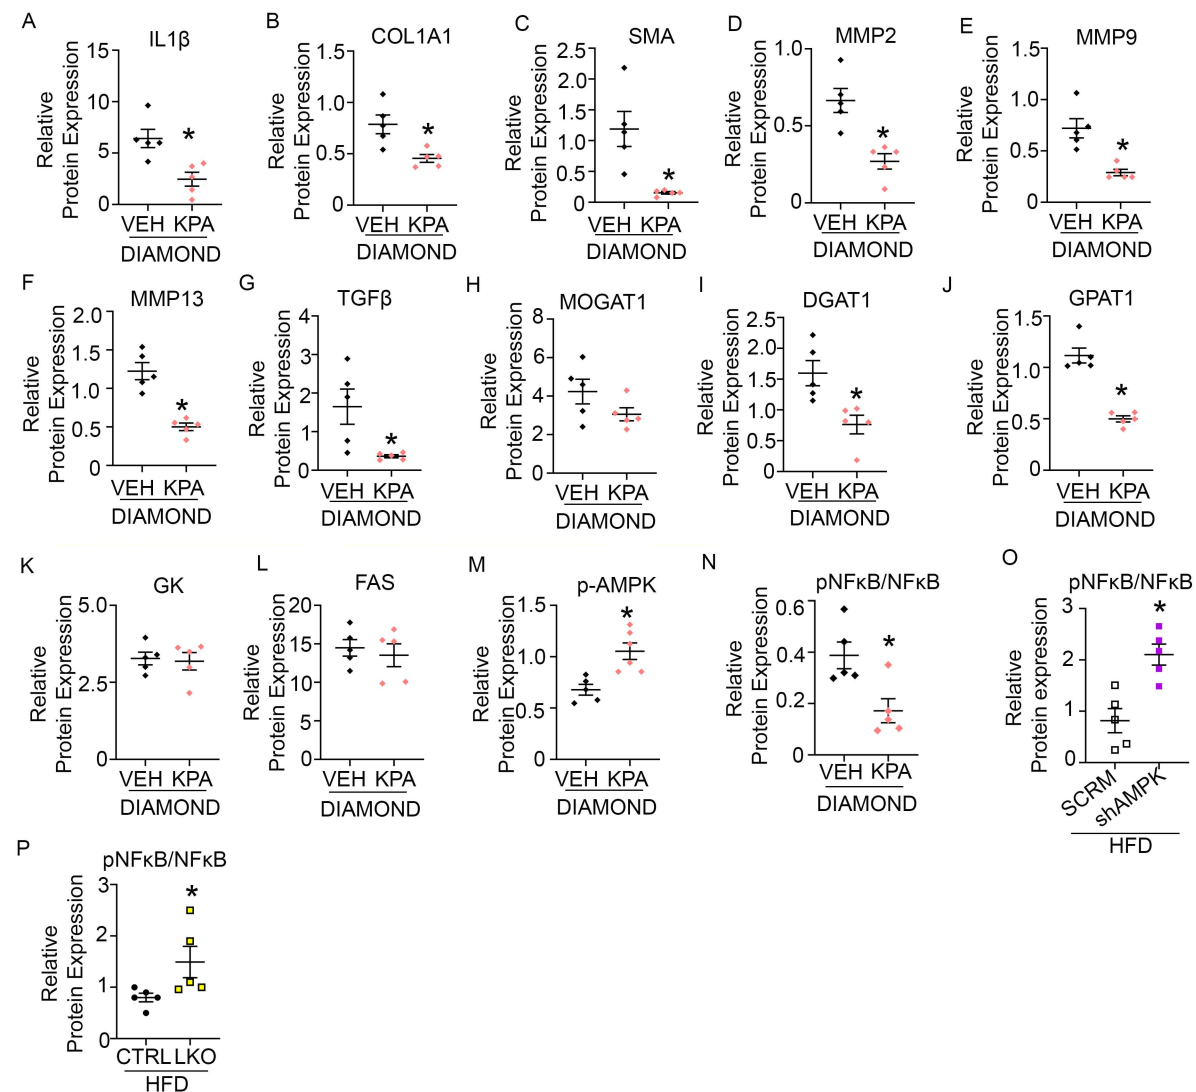 A
IL1β
Relative
Protein Expression
15
10
5
0
*
VEH KPA
DIAMOND
B
COL1A1
Relative
Protein Expression
1.5
1.0
0.5
0
*
VEH KPA
DIAMOND
C
SMA
Relative
Protein Expression
2.5
2.0
1.5
1.0
0.5
0
*
VEH KPA
DIAMOND
D
MMP2
Relative
Protein Expression
1.0
0.5
0
*
VEH KPA
DIAMOND
E
MMP9
Relative
Protein Expression
1.5
1.0
0.5
0
*
VEH KPA
DIAMOND
F
MMP13
Relative
Protein Expression
2.0
1.5
1.0
0.5
0
*
VEH KPA
DIAMOND
G
TGFβ
Relative
Protein Expression
4
3
2
1
0
*
VEH KPA
DIAMOND
H
MOGAT1
Relative
Protein Expression
8
6
4
2
0
VEH KPA
DIAMOND
I
DGAT1
Relative
Protein Expression
2.5
2.0
1.5
1.0
0.5
0
*
VEH KPA
DIAMOND
J
GPAT1
Relative
Protein Expression
1.5
1.0
0.5
0
*
VEH KPA
DIAMOND
K
GK
Relative
Protein Expression
5.0
2.5
0
VEH KPA
DIAMOND
L
FAS
Relative
Protein Expression
20
15
10
5
0
VEH KPA
DIAMOND
M
p-AMPK
Relative
Protein Expression
1.5
1.0
0.5
0
*
VEH KPA
DIAMOND
N
pNFκB/NFκB
Relative
Protein Expression
0.6
0.4
0.2
0
*
VEH KPA
DIAMOND
O
pNFκB/NFκB
Relative
Protein expression
3
2
1
0
*
SCRM
shAMPK
HFD
P
pNFκB/NFκB
Relative
Protein Expression
3
2
1
0
*
CTRL LKO
HFD